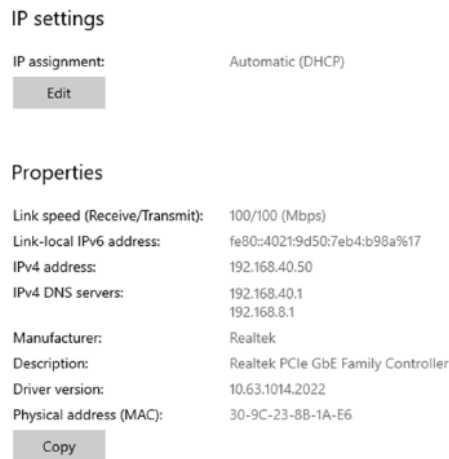 IP settings
IP assignment: Automatic (DHCP)
Edit
Properties
Link speed (Receive/Transmit): 100/100 (Mbps)
Link-local IPv6 address: fe80::4021:9d50:7eb4:b98a%17
IPv4 address: 192.168.40.50
IPv4 DNS servers: 192.168.40.1
192.168.8.1
Manufacturer: Realtek
Description: Realtek PCIe GbE Family Controller
Driver version: 10.63.1014.2022
Physical address (MAC): 30-9C-23-8B-1A-E6
Copy